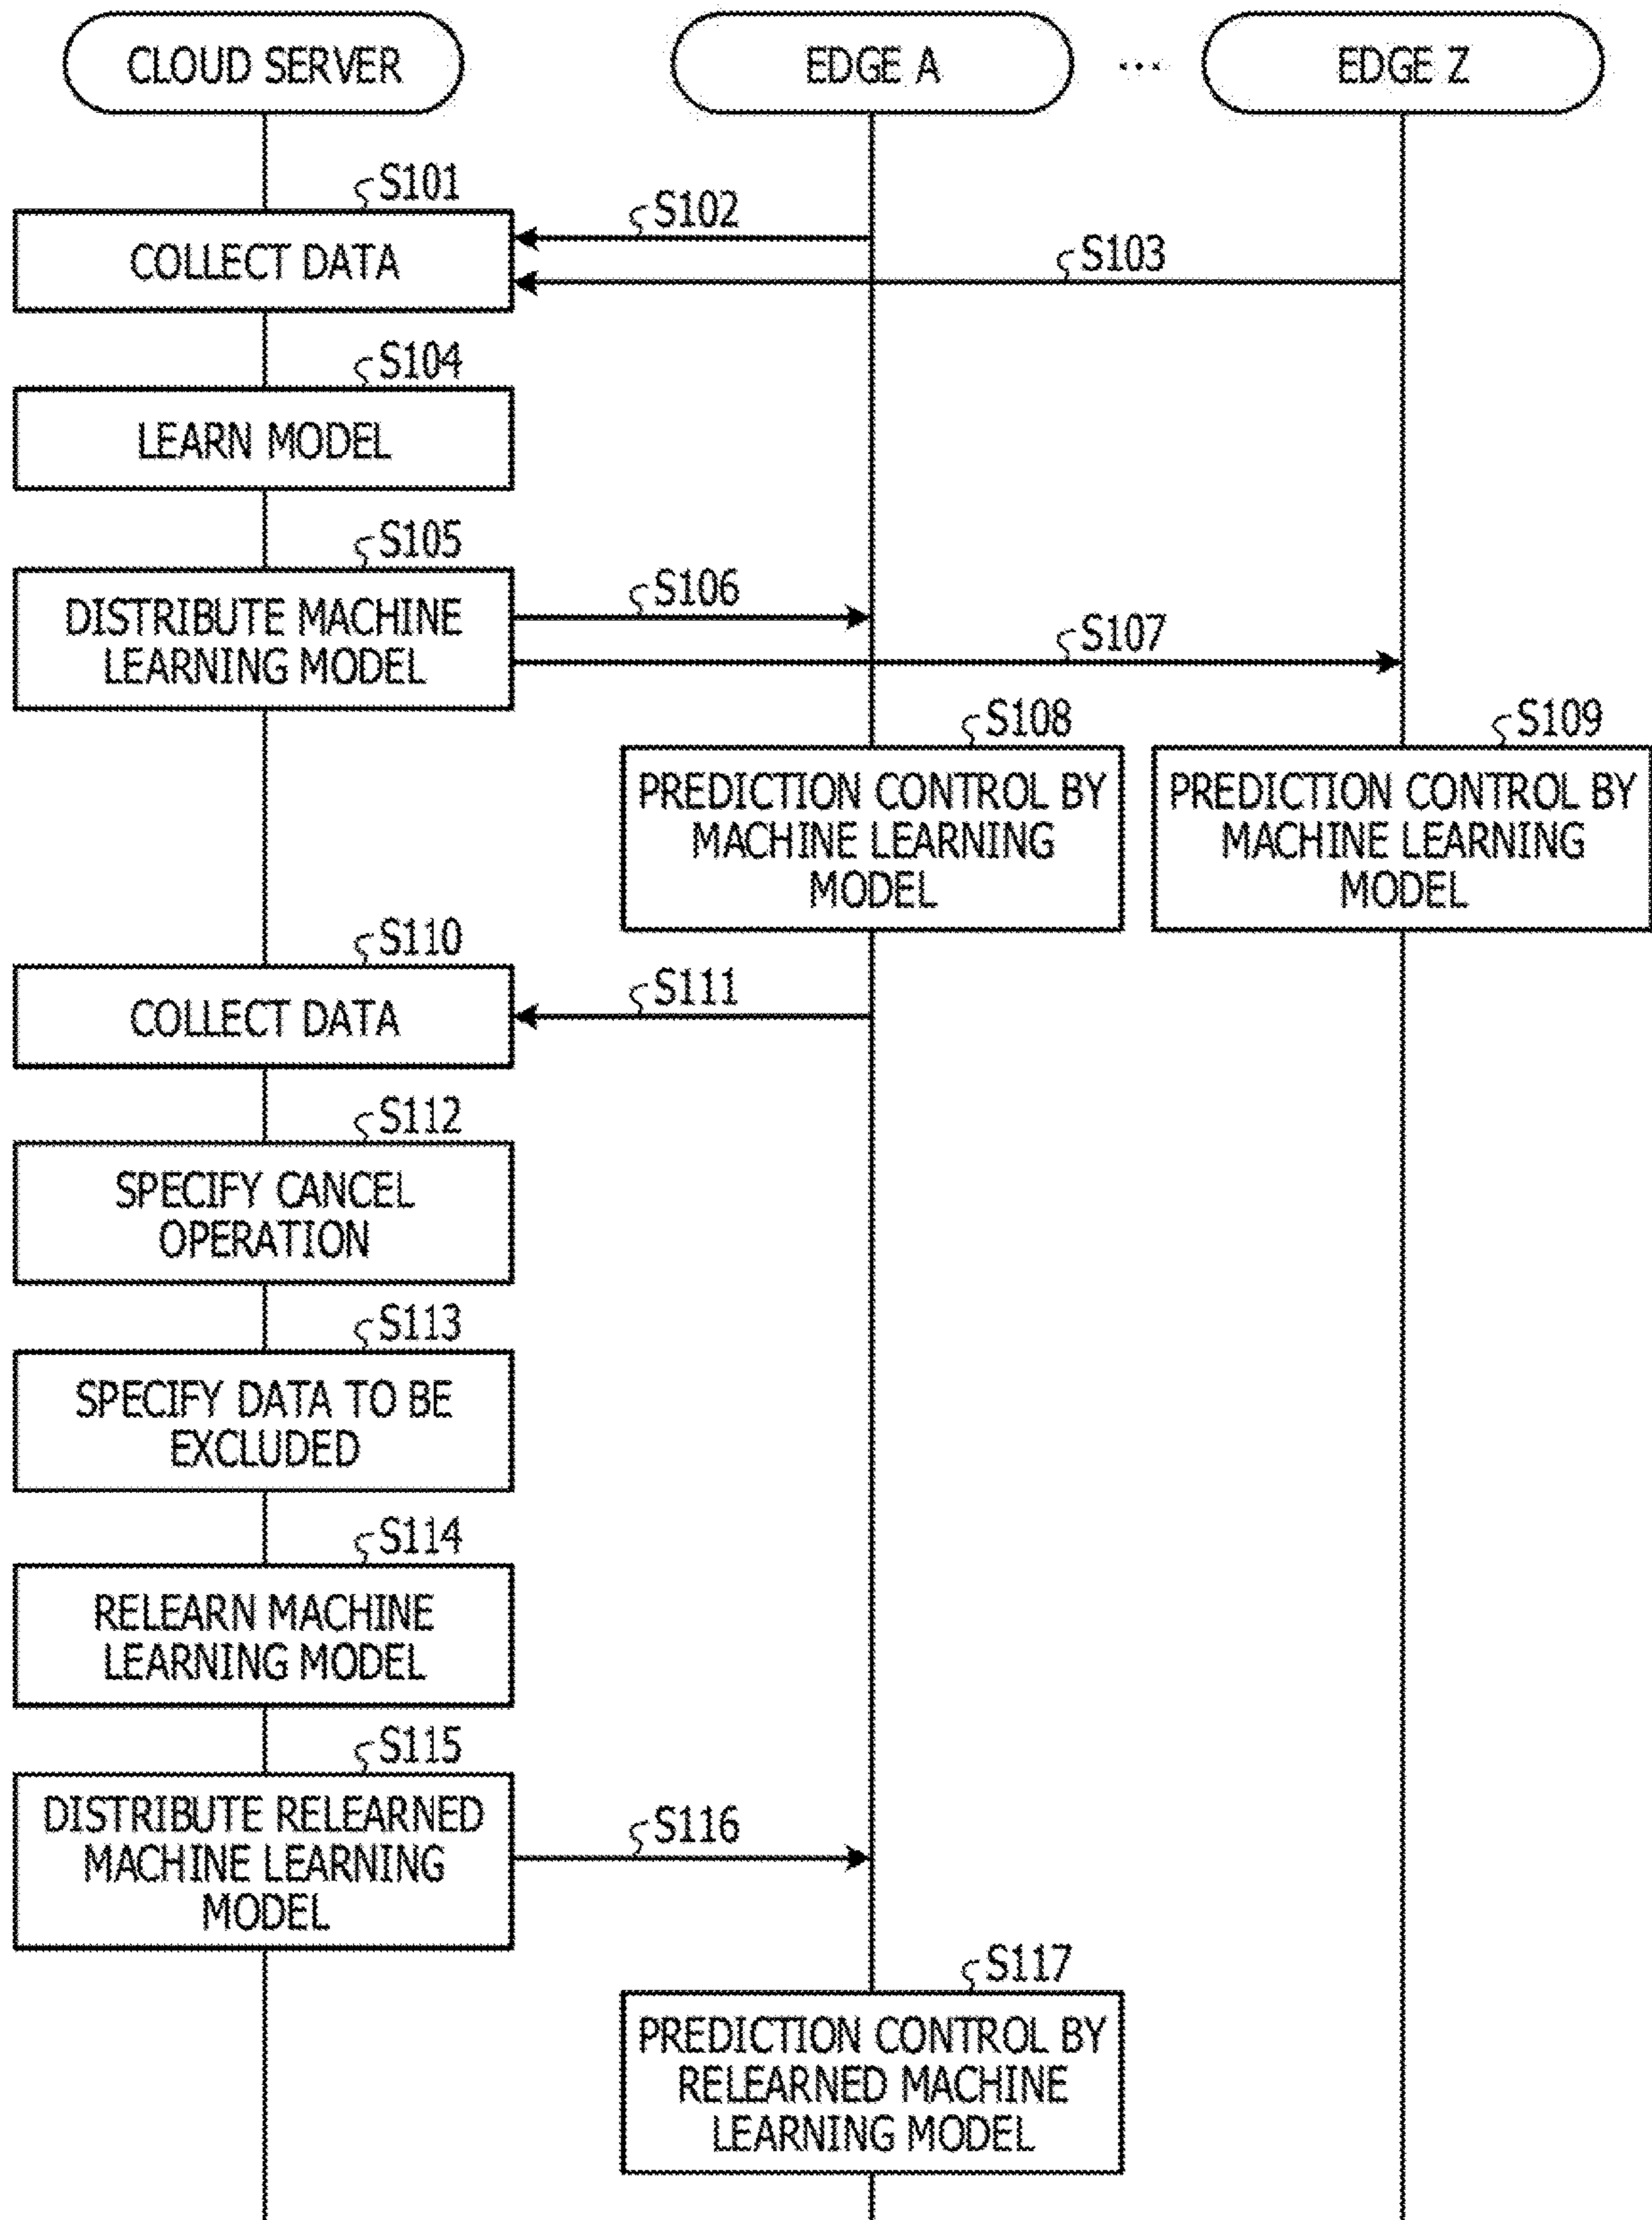 CLOUD SERVER
EDGE A
...
EDGE Z
S101
COLLECT DATA
S102
S103
S104
LEARN MODEL
S105
DISTRIBUTE MACHINE
LEARNING MODEL
S106
S107
S108
PREDICTION CONTROL BY
MACHINE LEARNING
MODEL
S109
PREDICTION CONTROL BY
MACHINE LEARNING
MODEL
S110
COLLECT DATA
S111
S112
SPECIFY CANCEL
OPERATION
S113
SPECIFY DATA TO BE
EXCLUDED
S114
RELEARN MACHINE
LEARNING MODEL
S115
DISTRIBUTE RELEARNED
MACHINE LEARNING
MODEL
S116
S117
PREDICTION CONTROL BY
RELEARNED MACHINE
LEARNING MODEL